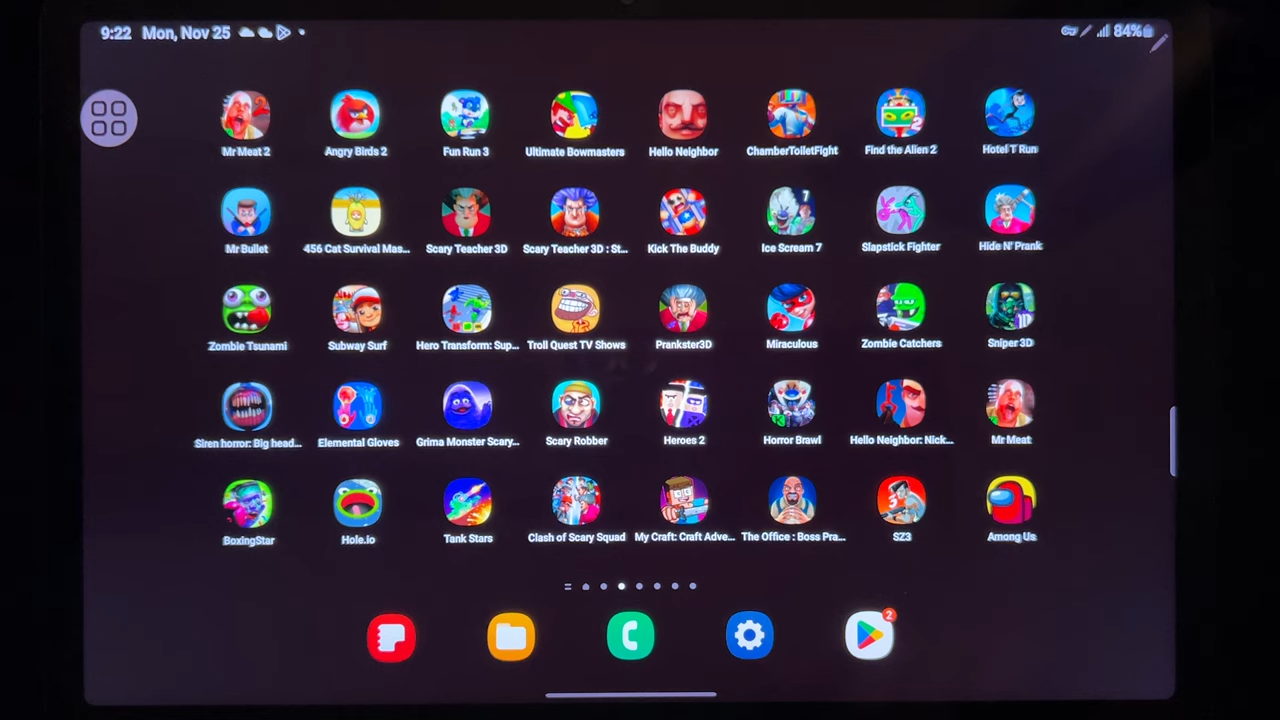 9:22 Mon, Nov 25
84%
Mr Meat 2 Angry Birds 2 Fun Run 3 Ultimate Bowmasters Hello Neighbor ChamberToiletFight Find the Alien 2 Hotel T Run
Mr Bullet 456 Cat Survival Mas... Scary Teacher 3D Scary Teacher 3D : St... Kick The Buddy Ice Scream 7 Slapstick Fighter Hide N' Prank
Zombie Tsunami Subway Surf Hero Transform: Sup... Troll Quest TV Shows Prankster3D Miraculous Zombie Catchers Sniper 3D
Siren horror: Big head... Elemental Gloves Grima Monster Scary... Scary Robber Heroes 2 Horror Brawl Hello Neighbor: Nick... Mr Meat
BoxingStar Hole.io Tank Stars Clash of Scary Squad My Craft: Craft Adve... The Office : Boss Pra... SZ3 Among Us
2